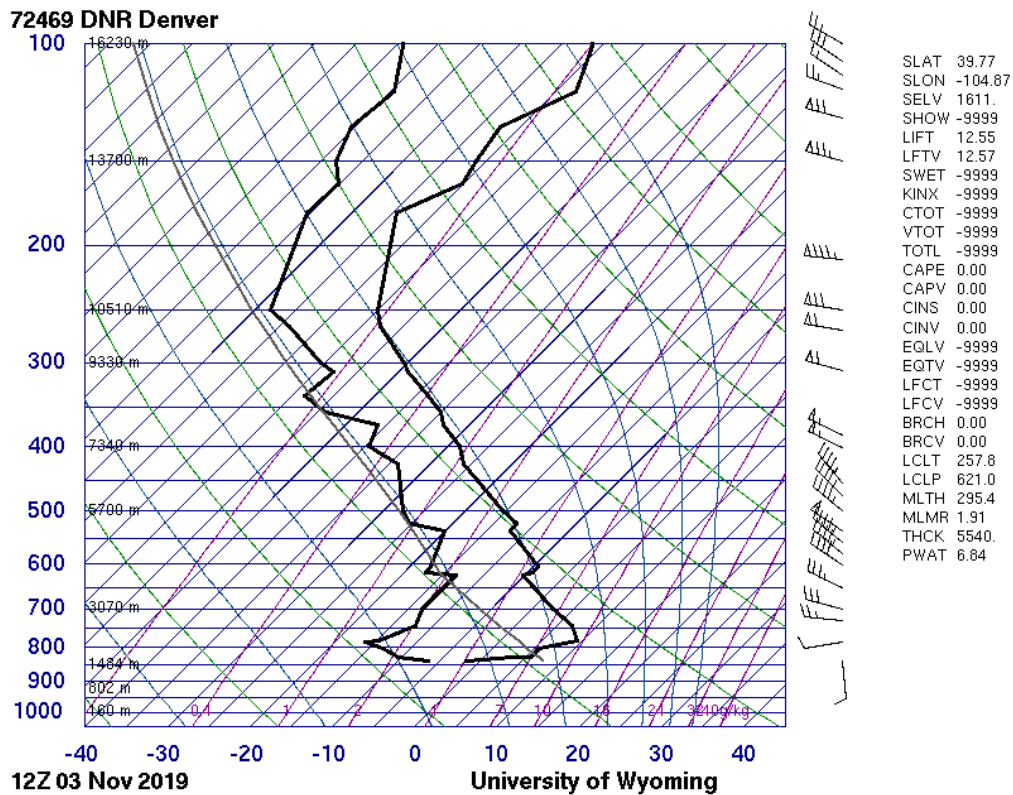 72469 DNR Denver
100
16230 m
13700 m
200
10510 m
300
9330 m
400
7340 m
500
5700 m
600
700
3070 m
800
1484 m
900
802 m
1000
160 m
0.4 1 2 4 7 10 16 24 32 40g/kg
-40 -30 -20 -10 0 10 20 30 40
12Z 03 Nov 2019 University of Wyoming
SLAT 39.77
SLON -104.87
SELV 1611.
SHOW -9999
LIFT 12.55
LFTV 12.57
SWET -9999
KINX -9999
CTOT -9999
VTOT -9999
TOTL -9999
CAPE 0.00
CAPV 0.00
CINS 0.00
CINV 0.00
EQLV -9999
EQTV -9999
LFCT -9999
LFCV -9999
BRCH 0.00
BRCV 0.00
LCLT 257.8
LCLP 621.0
MLTH 295.4
MLMR 1.91
THCK 5540.
PWAT 6.84